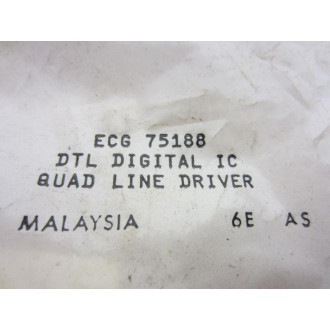 ECG 75188
DTL DIGITAL IC
QUAD LINE DRIVER
MALAYSIA 6E AS